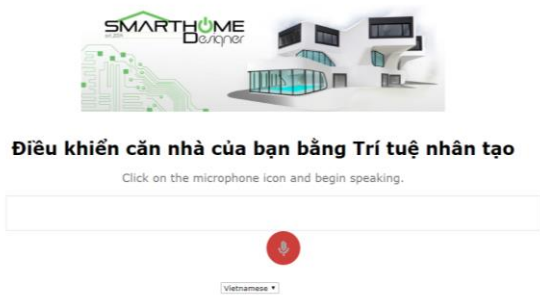 SMARTHOME
Designer
Điều khiển căn nhà của bạn bằng Trí tuệ nhân tạo
Click on the microphone icon and begin speaking.
Vietnamese